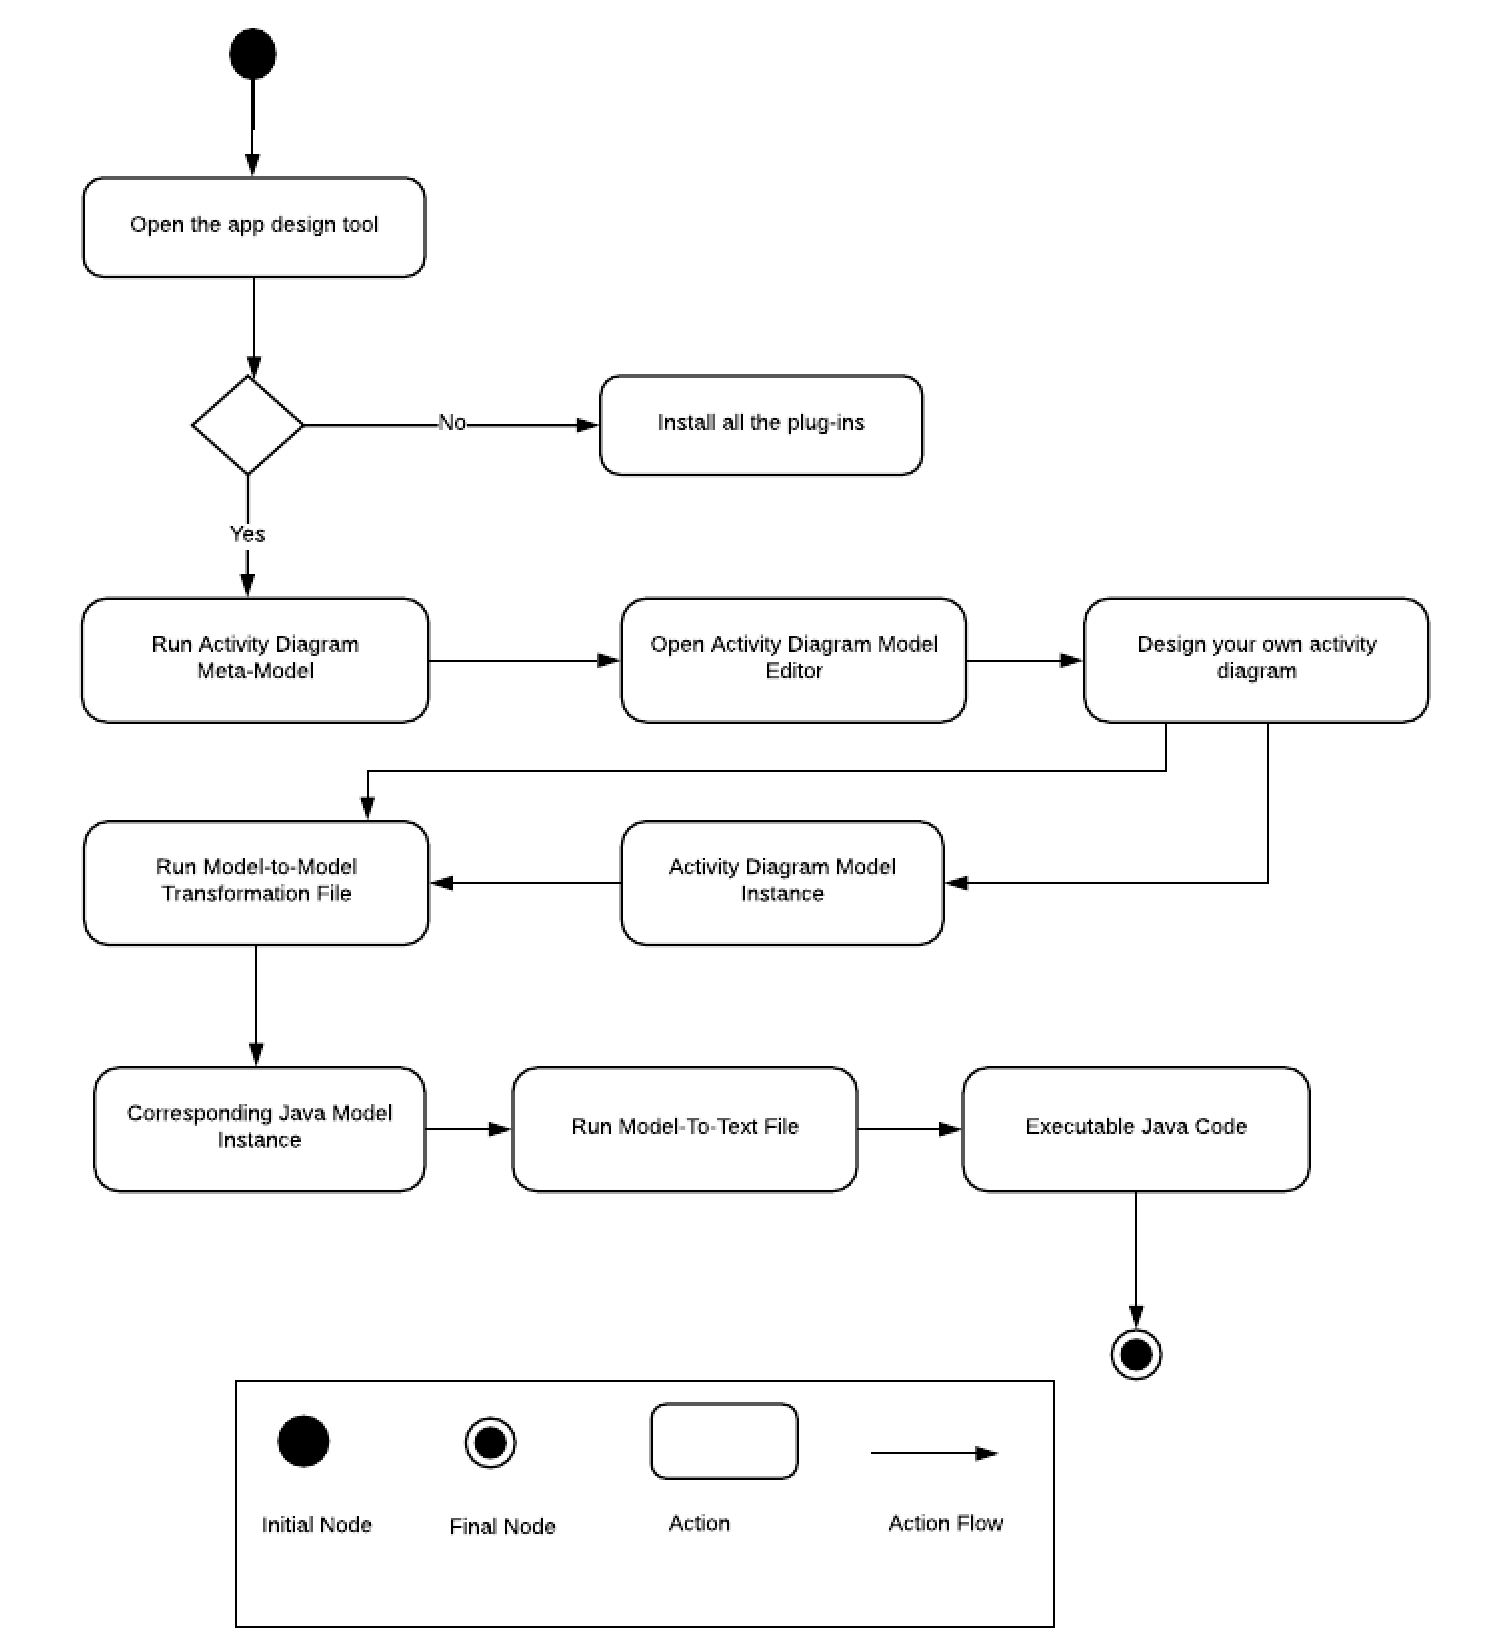 Open the app design tool
No
Install all the plug-ins
Yes
Run Activity Diagram
Meta-Model
Open Activity Diagram Model
Editor
Design your own activity
diagram
Run Model-to-Model
Transformation File
Activity Diagram Model
Instance
Corresponding Java Model
Instance
Run Model-To-Text File
Executable Java Code
Initial Node
Final Node
Action
Action Flow